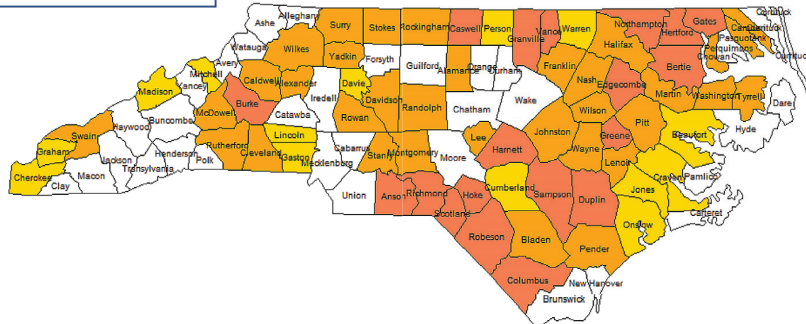 Ashe
Alleghany
Surry
Stokes
Rockingham
Caswell
Person
Granville
Vance
Warren
Northampton
Gates
Hertford
Halifax
Currituck
Camden
Pasquotank
Perquimans
Chowan
Watauga
Wilkes
Yadkin
Forsyth
Guilford
Alamance
Orange
Durham
Franklin
Nash
Edgecombe
Bertie
Martin
Washington
Tyrrell
Dare
Avery
Mitchell
Caldwell
Alexander
Iredell
Davie
Davidson
Randolph
Chatham
Wake
Wilson
Pitt
Beaufort
Hyde
Madison
Yancey
Burke
McDowell
Catawba
Rowan
Buncombe
Haywood
Swain
Graham
Cherokee
Clay
Macon
Jackson
Transylvania
Henderson
Polk
Rutherford
Cleveland
Lincoln
Gaston
Mecklenburg
Cabarrus
Stanly
Montgomery
Moore
Lee
Harnett
Johnston
Wayne
Greene
Lenoir
Craven
Pamlico
Jones
Carteret
Onslow
Union
Anson
Richmond
Scotland
Hoke
Cumberland
Sampson
Duplin
Robeson
Bladen
Pender
Columbus
New Hanover
Brunswick